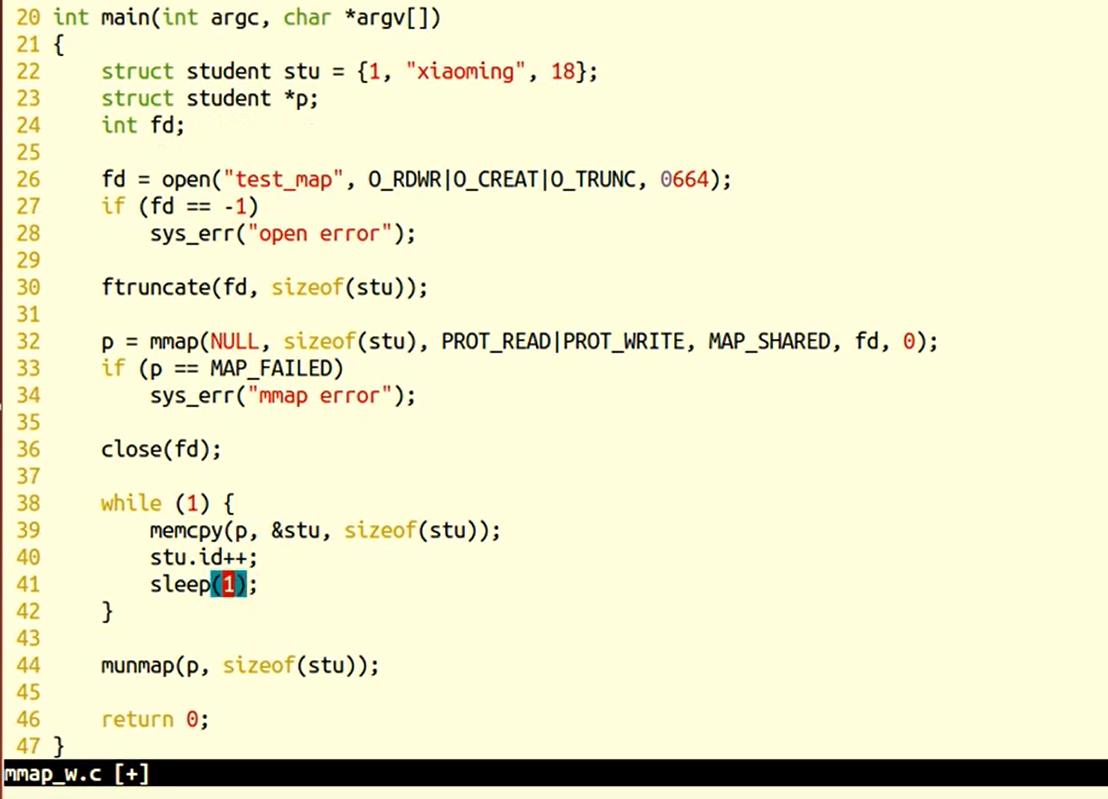 20 int main(int argc, char *argv[])
21 {
22     struct student stu = {1, "xiaoming", 18};
23     struct student *p;
24     int fd;
25
26     fd = open("test_map", O_RDWR|O_CREAT|O_TRUNC, 0664);
27     if (fd == -1)
28         sys_err("open error");
29
30     ftruncate(fd, sizeof(stu));
31
32     p = mmap(NULL, sizeof(stu), PROT_READ|PROT_WRITE, MAP_SHARED, fd, 0);
33     if (p == MAP_FAILED)
34         sys_err("mmap error");
35
36     close(fd);
37
38     while (1) {
39         memcpy(p, &stu, sizeof(stu));
40         stu.id++;
41         sleep(1);
42     }
43
44     munmap(p, sizeof(stu));
45
46     return 0;
47 }
mmap_w.c [+]